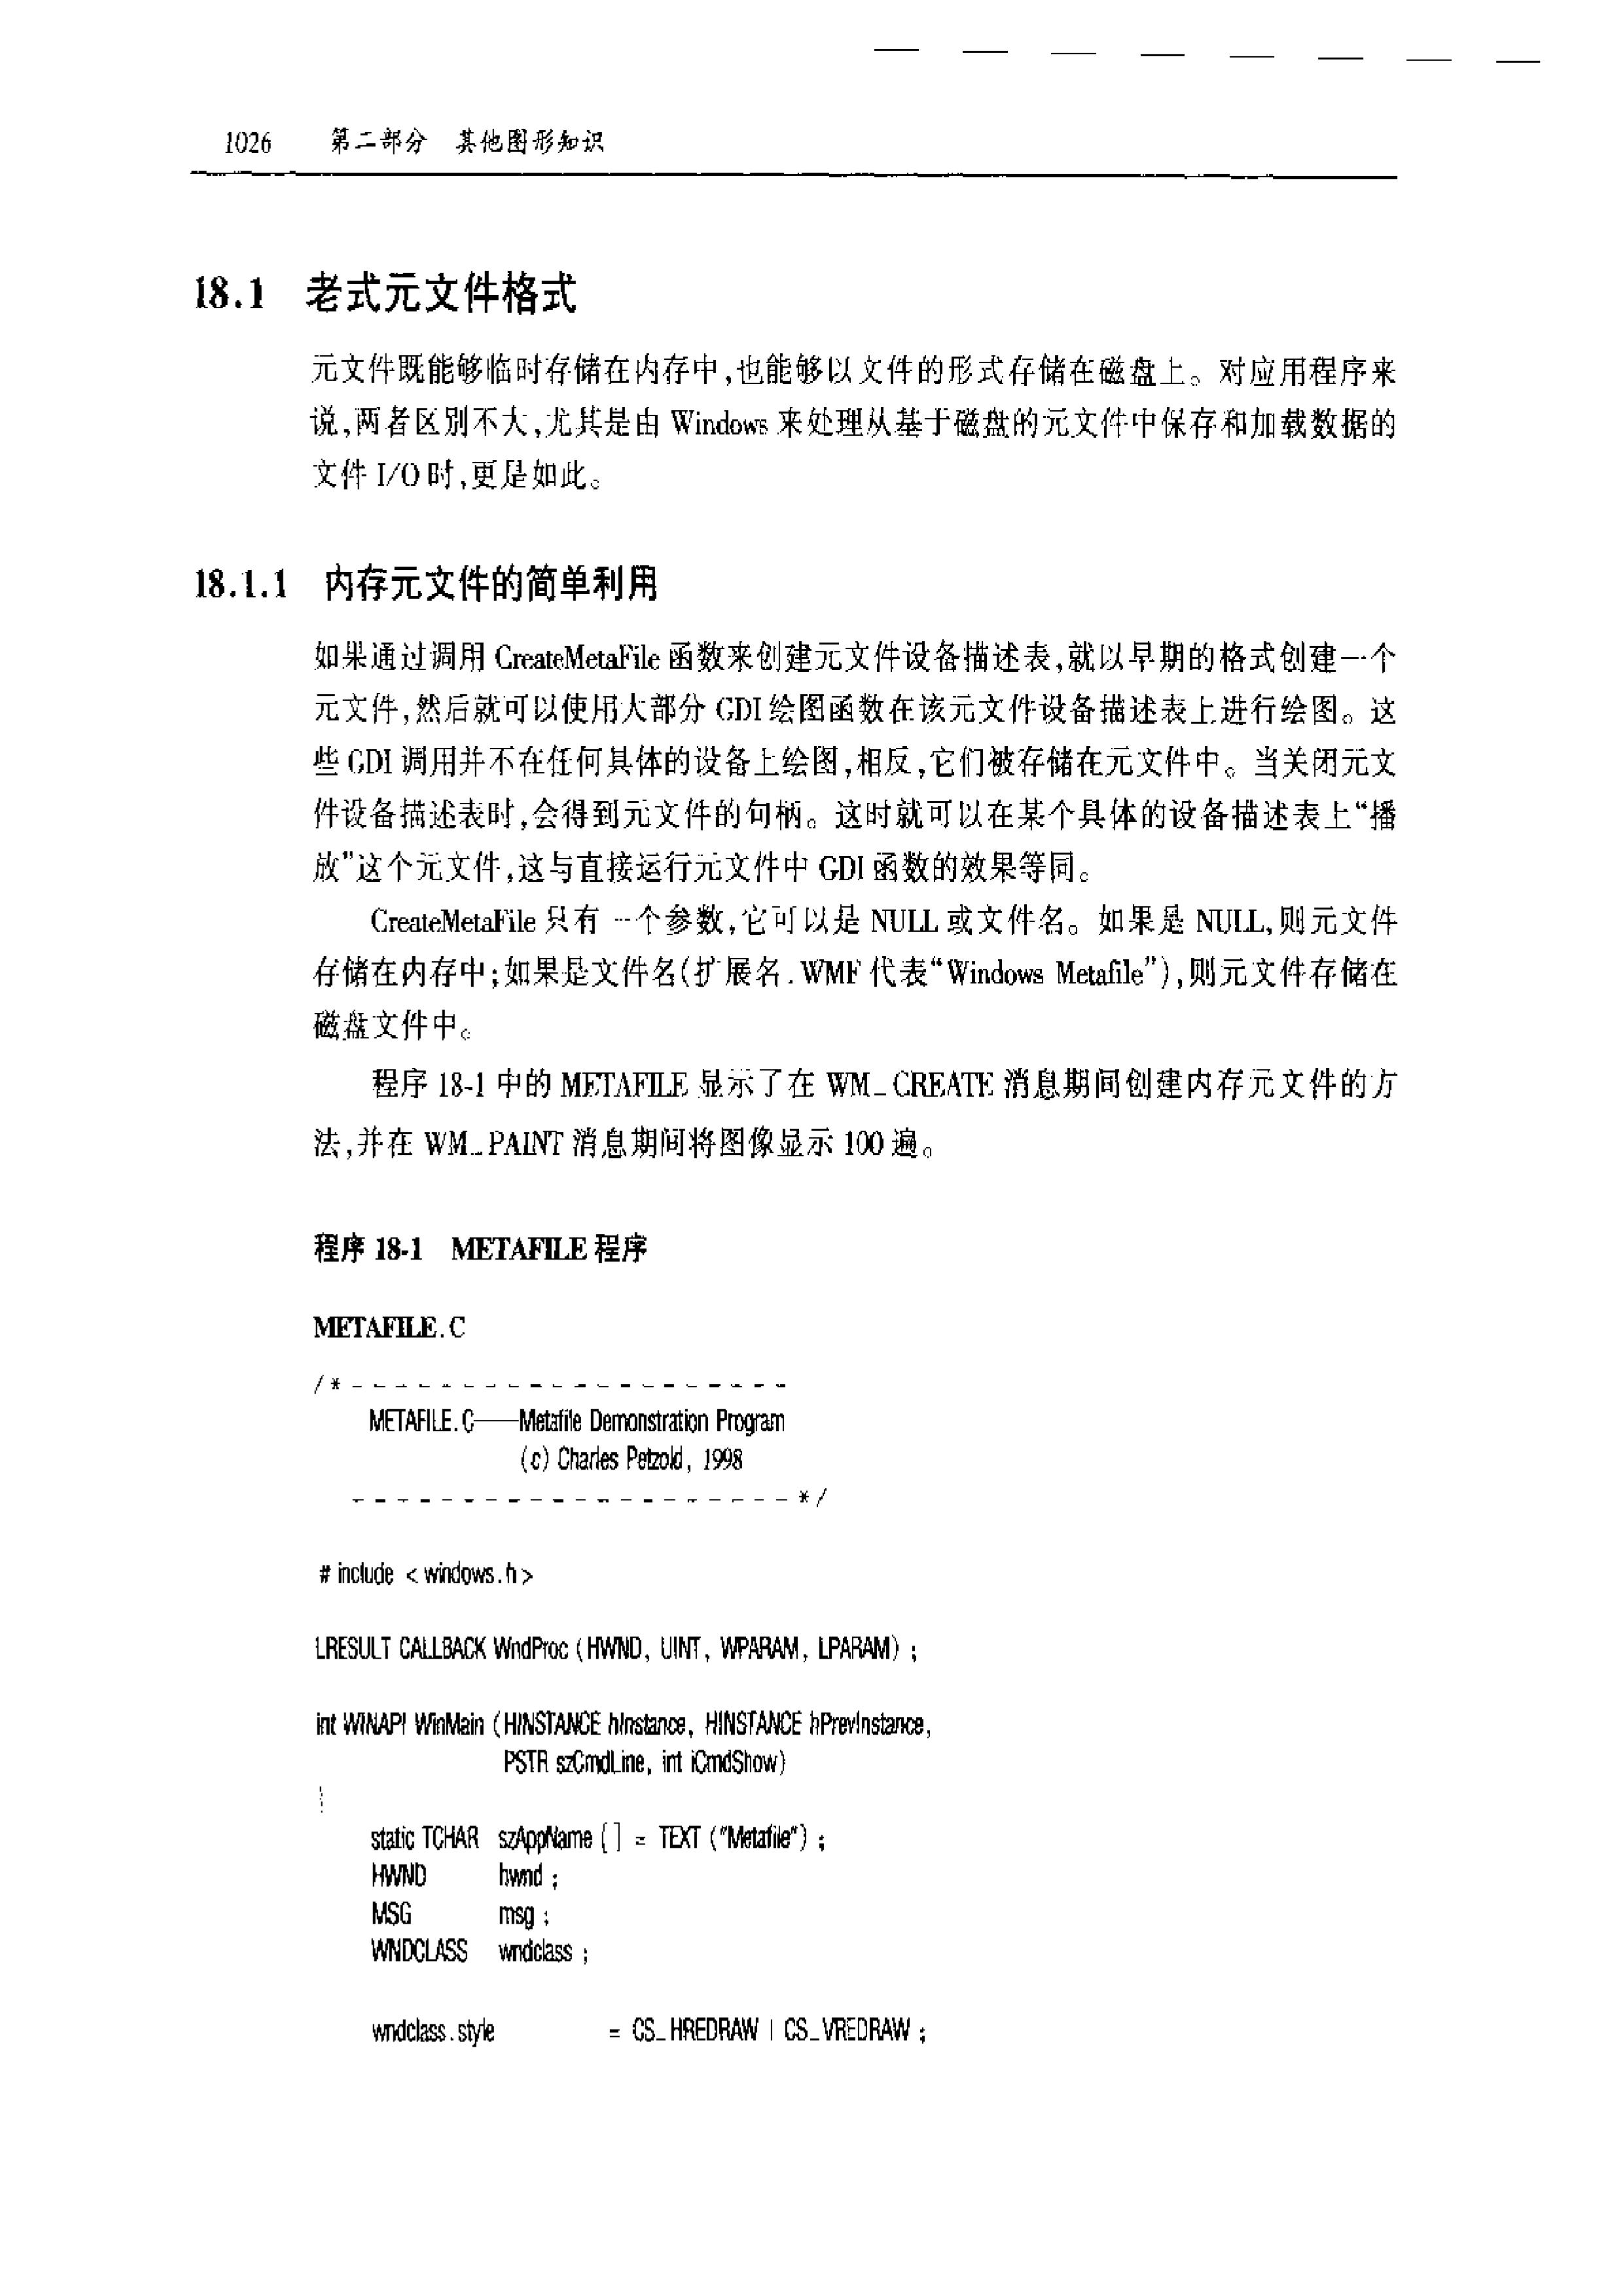 1026 第二部分 其他图形知识
18.1 老式元文件格式
元文件既能够临时存储在内存中,也能够以文件的形式存储在磁盘上。对应用程序来
说,两者区别不大,尤其是由 Windows 来处理从基于磁盘的元文件中保存和加载数据的
文件 I/O 时,更是如此。
18.1.1 内存元文件的简单利用
如果通过调用 CreateMetaFile 函数来创建元文件设备描述表,就以早期的格式创建一个
元文件,然后就可以使用大部分 GDI 绘图函数在该元文件设备描述表上进行绘图。这
些 GDI 调用并不在任何具体的设备上绘图,相反,它们被存储在元文件中。当关闭元文
件设备描述表时,会得到元文件的句柄。这时就可以在某个具体的设备描述表上“播
放”这个元文件,这与直接运行元文件中 GDI 函数的效果等同。
CreateMetaFile 只有一个参数,它可以是 NULL 或文件名。如果是 NULL,则元文件
存储在内存中;如果是文件名(扩展名.WMF 代表“Windows Metafile”),则元文件存储在
磁盘文件中。
程序 18-1 中的 METAFILE 显示了在 WM_CREATE 消息期间创建内存元文件的方
法,并在 WM_PAINT 消息期间将图像显示 100 遍。
程序 18-1 METAFILE 程序
METAFILE.C
/* - - - - - - - - - - - - - - - - - - - -
METAFILE.C——Metafile Demonstration Program
(c) Charles Petzold, 1998
- - - - - - - - - - - - - - - - - - - - */
# include < windows.h >
LRESULT CALLBACK WndProc (HWND, UINT, WPARAM, LPARAM) ;
int WINAPI WinMain (HINSTANCE hInstance, HINSTANCE hPrevInstance,
PSTR szCmdLine, int iCmdShow)
{
static TCHAR szAppName [ ] = TEXT ("Metafile") ;
HWND hwnd ;
MSG msg ;
WNDCLASS wndclass ;
wndclass.style = CS_HREDRAW | CS_VREDRAW ;